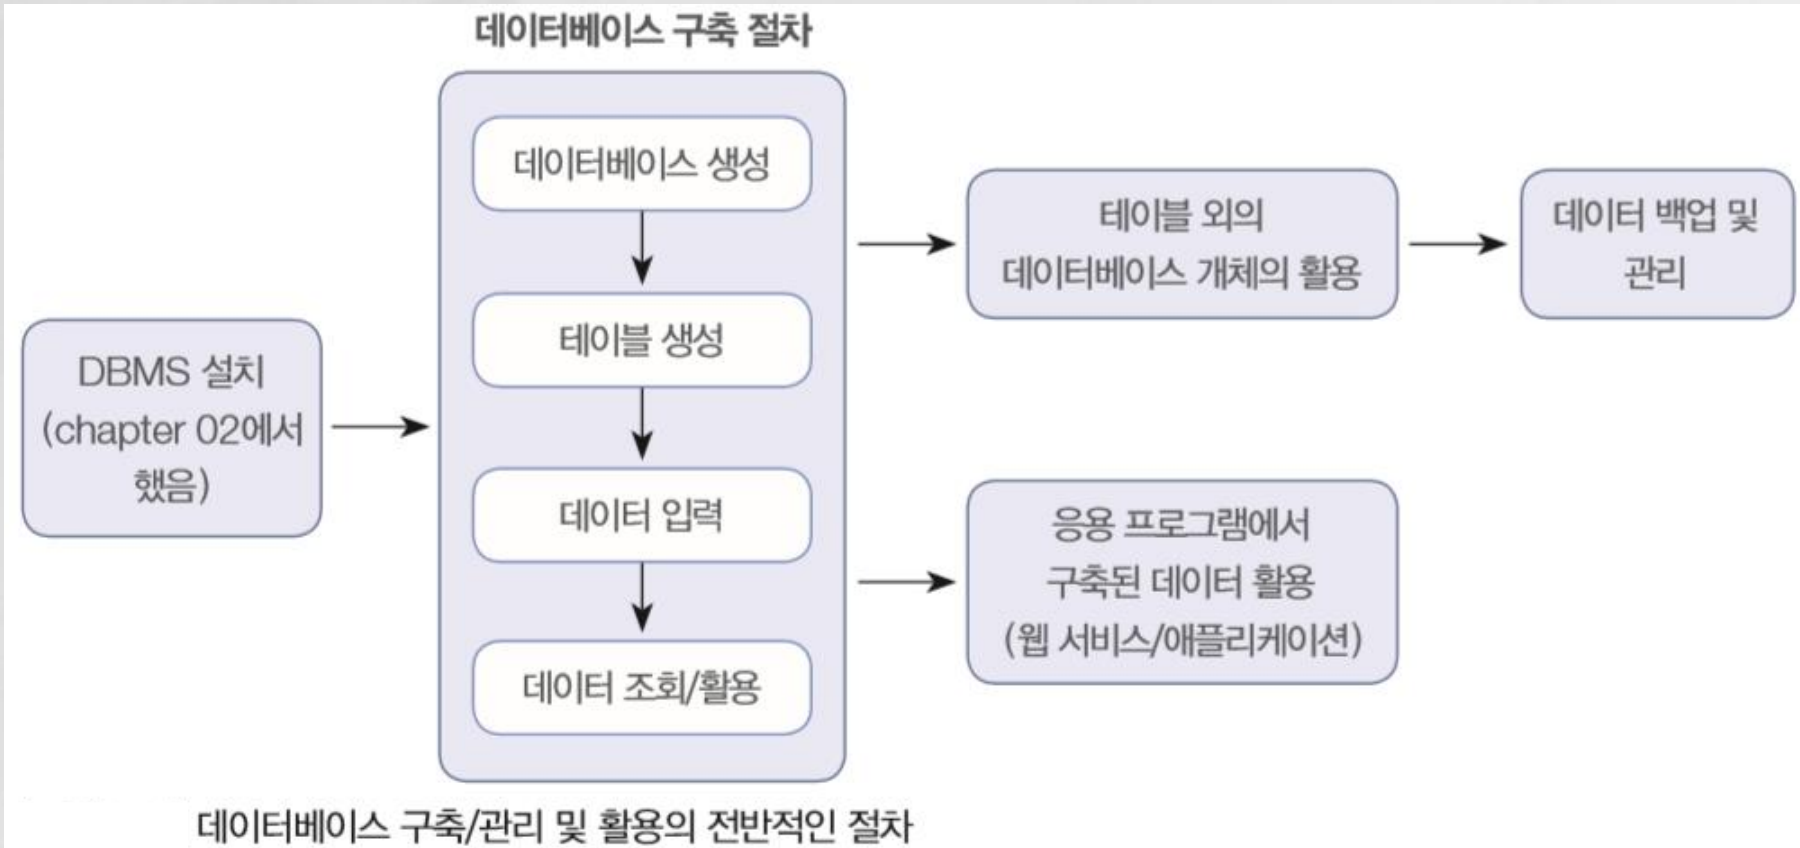 데이터베이스 구축 절차
DBMS 설치
(chapter 02에서
했음)
데이터베이스 생성
테이블 생성
데이터 입력
데이터 조회/활용
테이블 외의
데이터베이스 개체의 활용
데이터 백업 및
관리
응용 프로그램에서
구축된 데이터 활용
(웹 서비스/애플리케이션)
데이터베이스 구축/관리 및 활용의 전반적인 절차